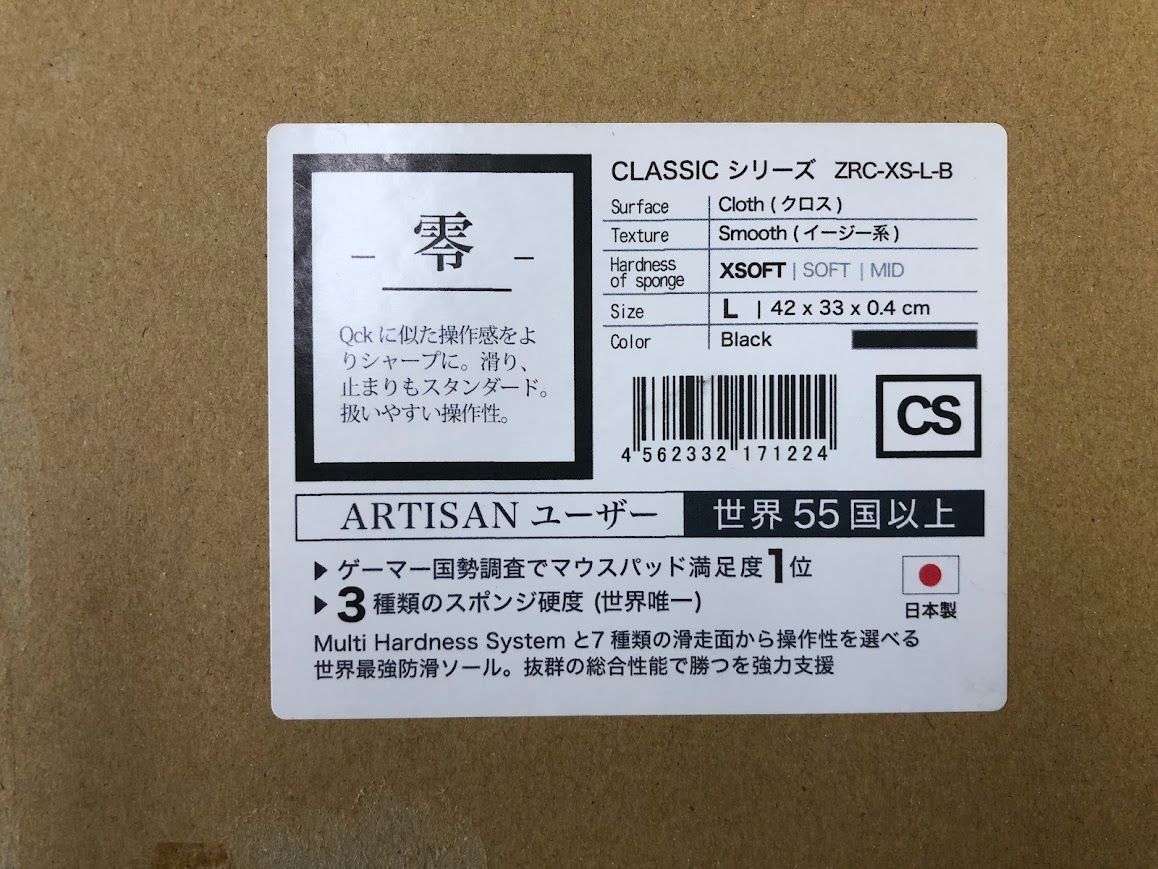 - 零 -
Qck に似た操作感をよ
りシャープに。滑り、
止まりもスタンダード。
扱いやすい操作性。
CLASSIC シリーズ ZRC-XS-L-B
Surface Cloth ( クロス )
Texture Smooth ( イージー系 )
Hardness
of sponge XSOFT | SOFT | MID
Size L | 42 x 33 x 0.4 cm
Color Black
4 562332 171224
CS
ARTISAN ユーザー 世界 55 国以上
▶ ゲーマー国勢調査でマウスパッド満足度 1 位
▶ 3 種類のスポンジ硬度 (世界唯一)
日本製
Multi Hardness System と7 種類の滑走面から操作性を選べる
世界最強防滑ソール。抜群の総合性能で勝つを強力支援